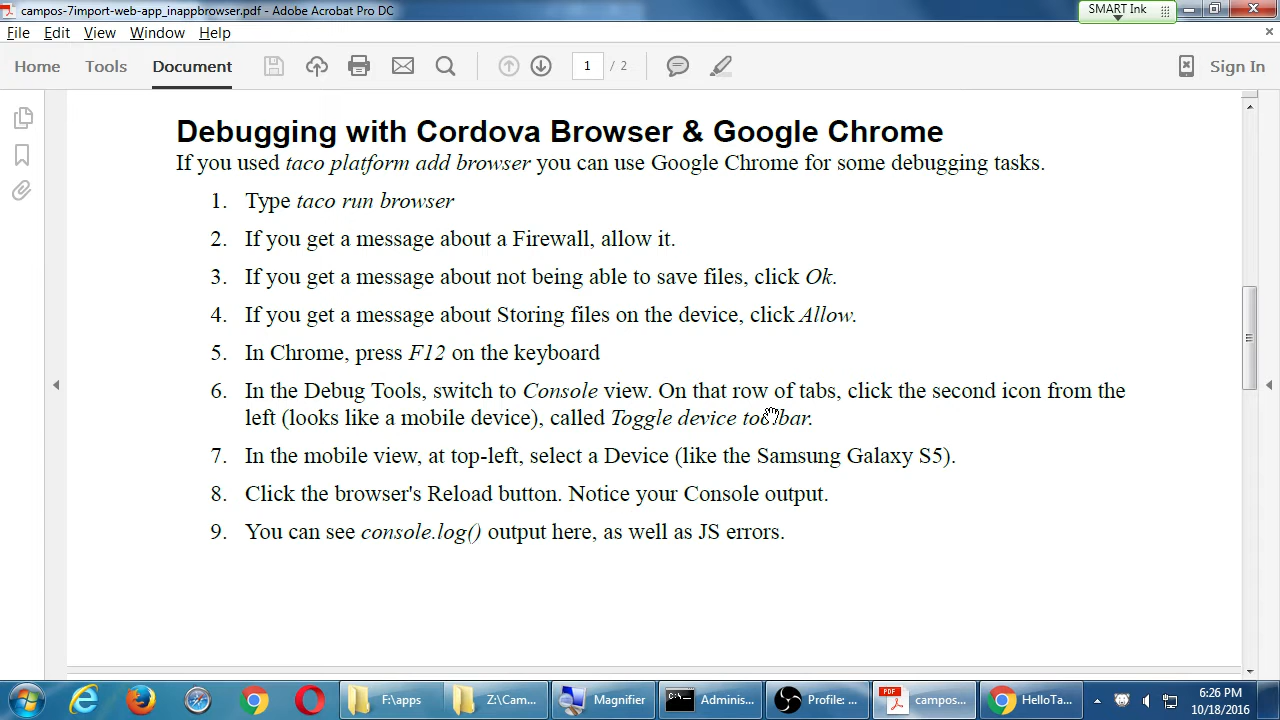 campos-7import-web-app_inappbrowser.pdf - Adobe Acrobat Pro DC
SMART Ink
File Edit View Window Help
Home Tools Document 1 / 2 Sign In
Debugging with Cordova Browser & Google Chrome
If you used taco platform add browser you can use Google Chrome for some debugging tasks.
1. Type taco run browser
2. If you get a message about a Firewall, allow it.
3. If you get a message about not being able to save files, click Ok.
4. If you get a message about Storing files on the device, click Allow.
5. In Chrome, press F12 on the keyboard
6. In the Debug Tools, switch to Console view. On that row of tabs, click the second icon from the
left (looks like a mobile device), called Toggle device toolbar.
7. In the mobile view, at top-left, select a Device (like the Samsung Galaxy S5).
8. Click the browser's Reload button. Notice your Console output.
9. You can see console.log() output here, as well as JS errors.
F:\apps Z:\Cam... Magnifier Adminis... Profile: ... campos... HelloTa...
6:26 PM
10/18/2016